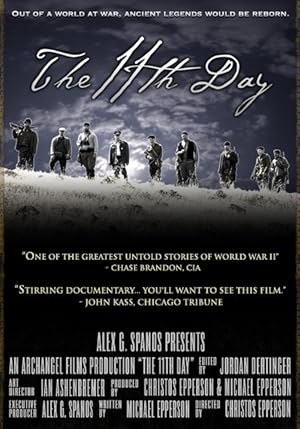 OUT OF A WORLD AT WAR, ANCIENT LEGENDS WOULD BE REBORN.
The 11th Day
"ONE OF THE GREATEST UNTOLD STORIES OF WORLD WAR II"
- CHASE BRANDON, CIA
"STIRRING DOCUMENTARY... YOU'LL WANT TO SEE THIS FILM."
- JOHN KASS, CHICAGO TRIBUNE
ALEX G. SPANOS PRESENTS
AN ARCHANGEL FILMS PRODUCTION "THE 11TH DAY" EDITED BY JORDAN DERTINGER
ART DIRECTOR IAN ASHENBREMER PRODUCED BY CHRISTOS EPPERSON & MICHAEL EPPERSON
EXECUTIVE PRODUCER ALEX G. SPANOS WRITTEN BY MICHAEL EPPERSON DIRECTED BY CHRISTOS EPPERSON